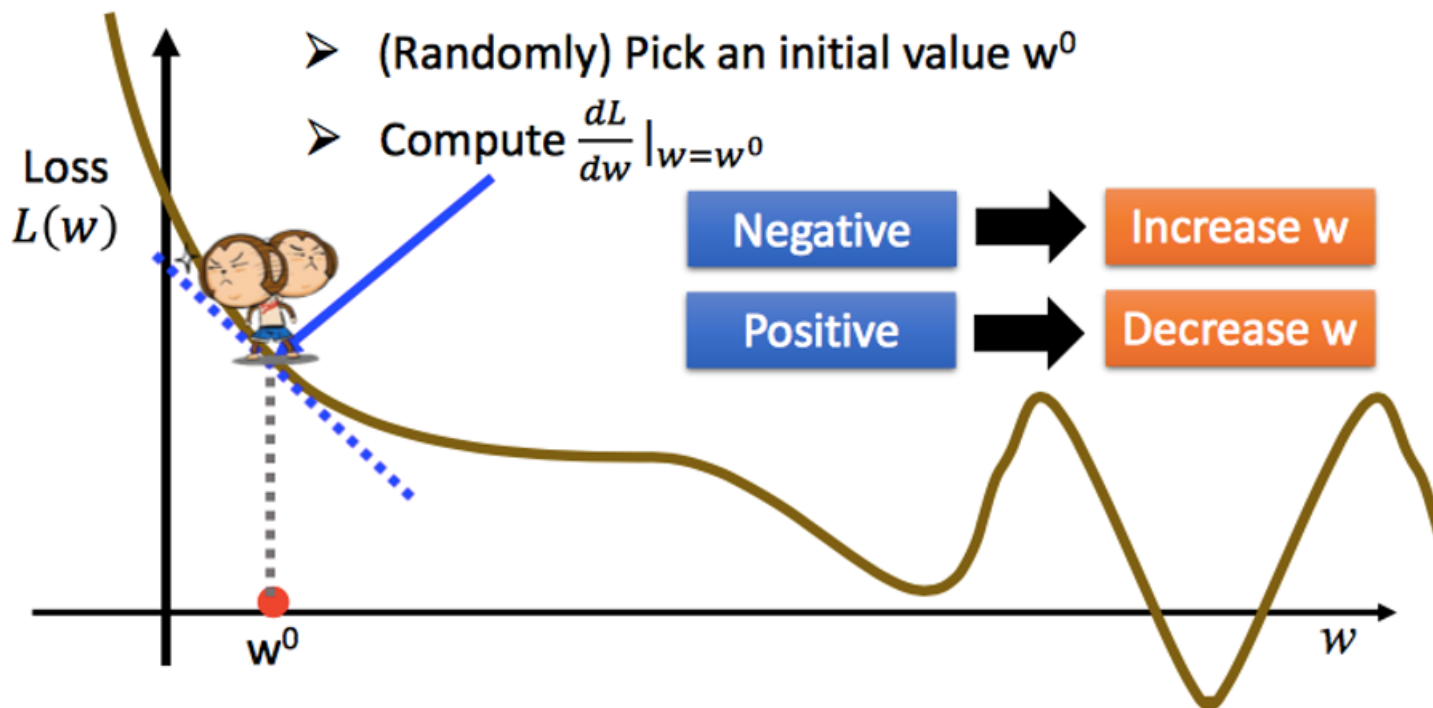 ➢ (Randomly) Pick an initial value w⁰
➢ Compute dL/dw |w=w⁰
Loss
L(w)
Negative
Increase w
Positive
Decrease w
w⁰
w